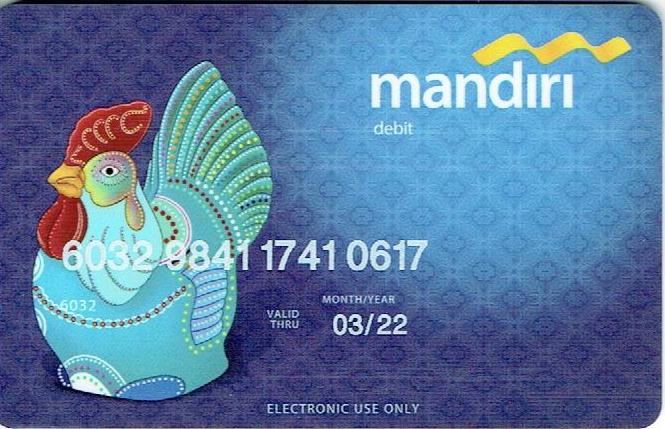 mandiri
debit
6032 9841 1741 0617
6032
MONTH/YEAR
VALID THRU 03/22
ELECTRONIC USE ONLY